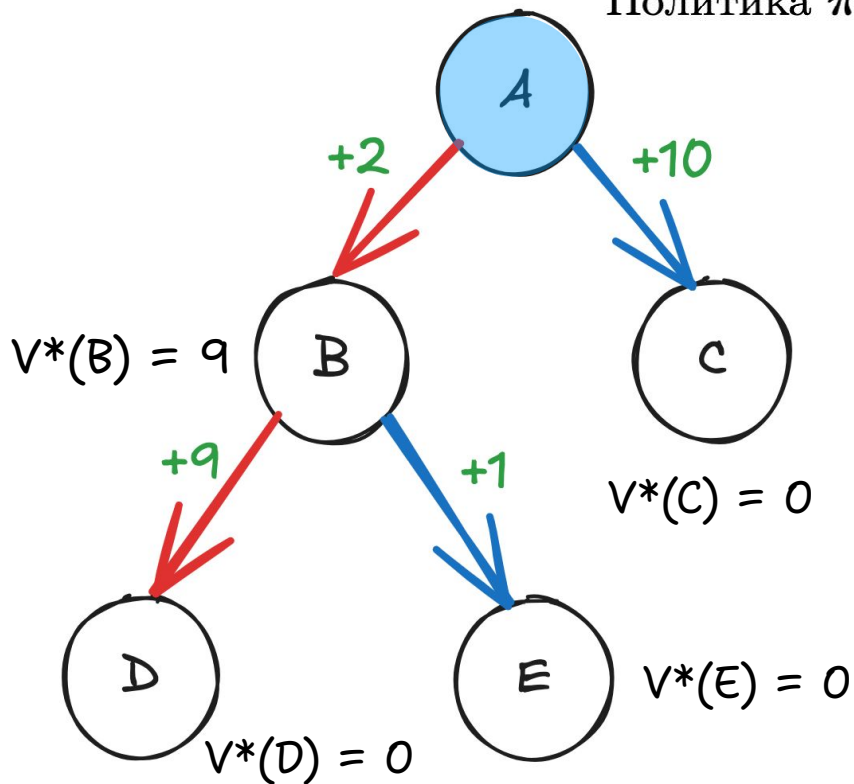 Политика π
A
+2
+10
V*(B) = 9
B
C
+9
+1
V*(C) = 0
D
E
V*(E) = 0
V*(D) = 0